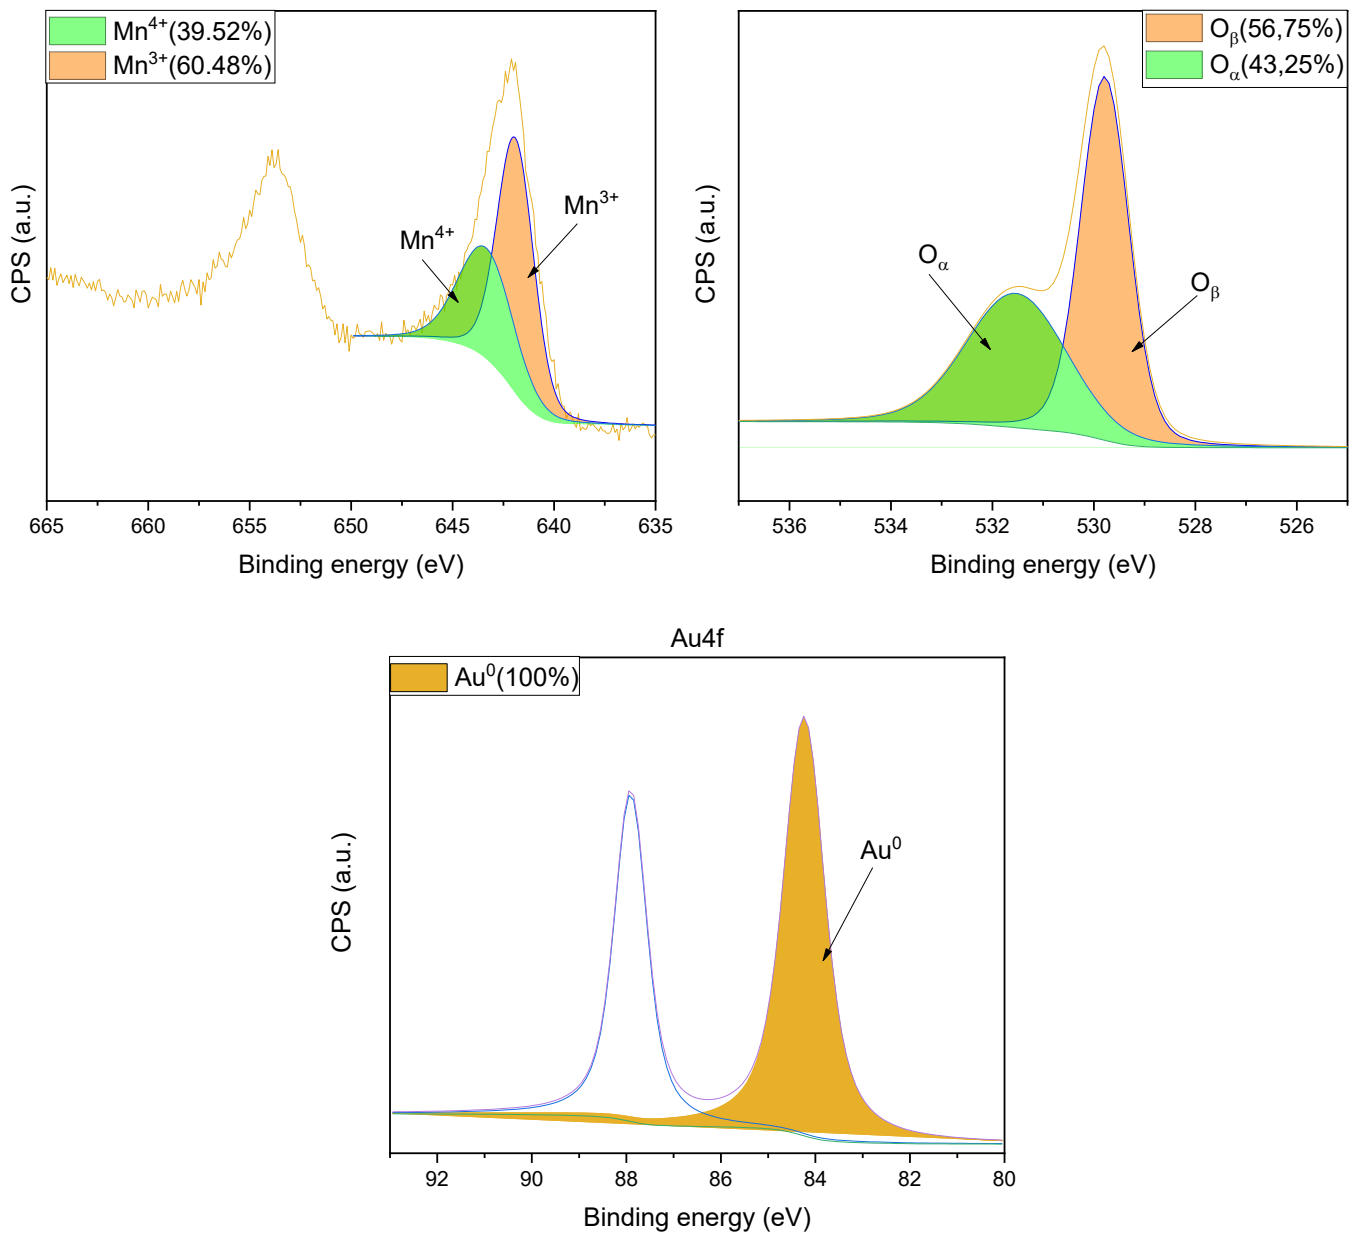 Mn⁴⁺(39.52%)
Mn³⁺(60.48%)
Mn⁴⁺
Mn³⁺
CPS (a.u.)
665 660 655 650 645 640 635
Binding energy (eV)
Oβ(56,75%)
Oα(43,25%)
Oα
Oβ
CPS (a.u.)
536 534 532 530 528 526
Binding energy (eV)
Au4f
Au⁰(100%)
Au⁰
CPS (a.u.)
92 90 88 86 84 82 80
Binding energy (eV)